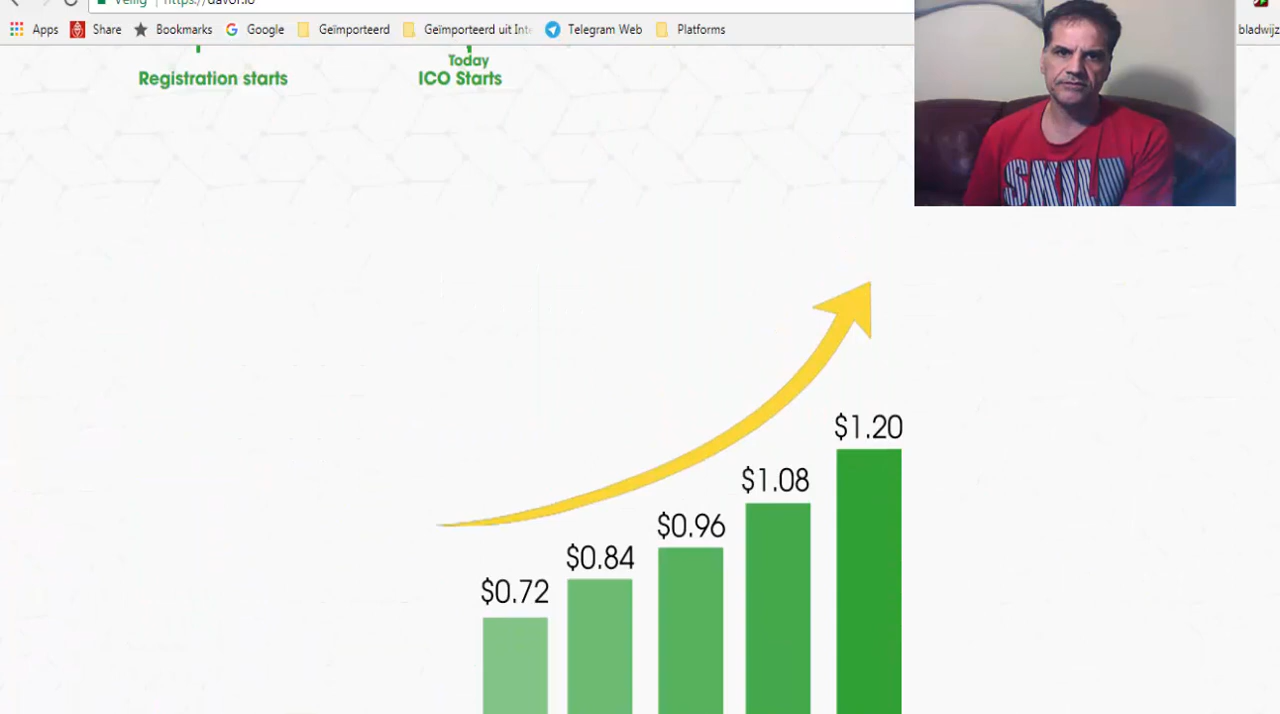 Veilig https://davor.io
Apps Share Bookmarks Google Geïmporteerd Geïmporteerd uit Int Telegram Web Platforms bladwijz
Today
Registration starts ICO Starts
SKILL
$1.20
$1.08
$0.96
$0.84
$0.72